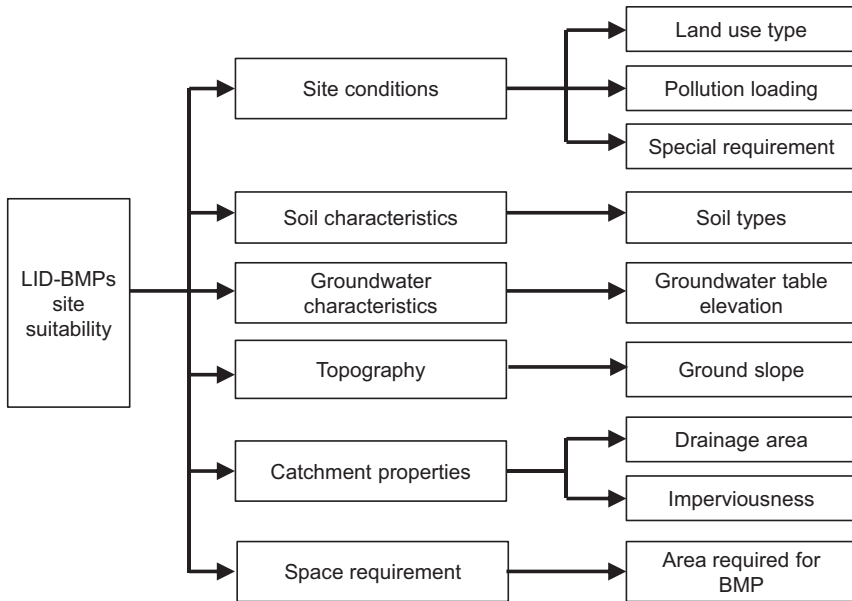 LID-BMPs
site
suitability
Site conditions
Land use type
Pollution loading
Special requirement
Soil characteristics
Soil types
Groundwater
characteristics
Groundwater table
elevation
Topography
Ground slope
Catchment properties
Drainage area
Imperviousness
Space requirement
Area required for
BMP